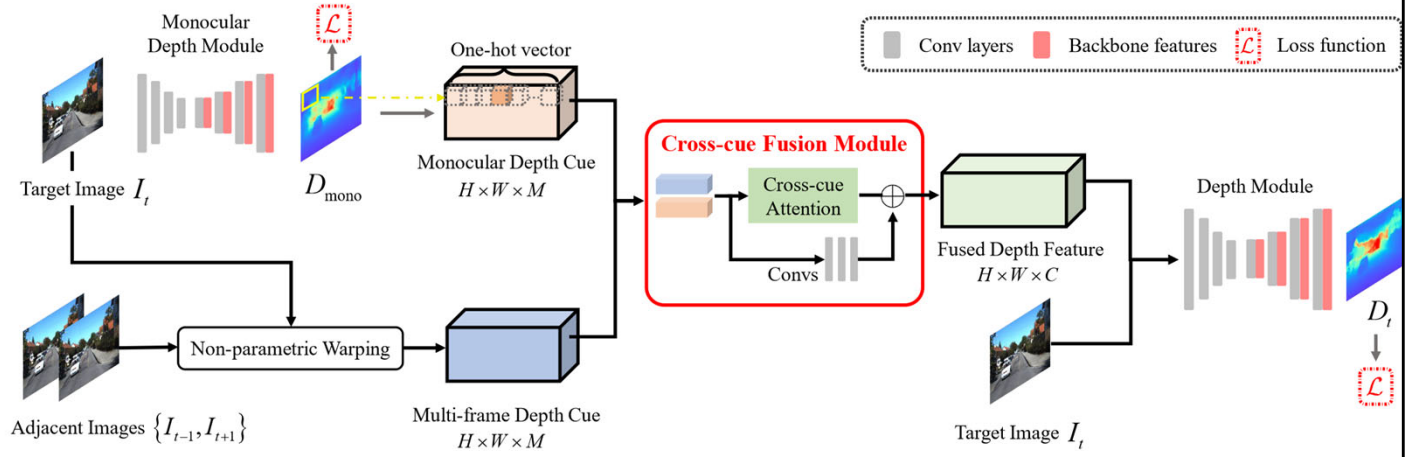 Monocular
Depth Module
ℒ
One-hot vector
Conv layers
Backbone features
ℒ
Loss function
Target Image I_t
D_mono
Monocular Depth Cue
H×W×M
Cross-cue Fusion Module
Cross-cue
Attention
Convs
Fused Depth Feature
H×W×C
Depth Module
D_t
ℒ
Non-parametric Warping
Adjacent Images {I_{t-1}, I_{t+1}}
Multi-frame Depth Cue
H×W×M
Target Image I_t